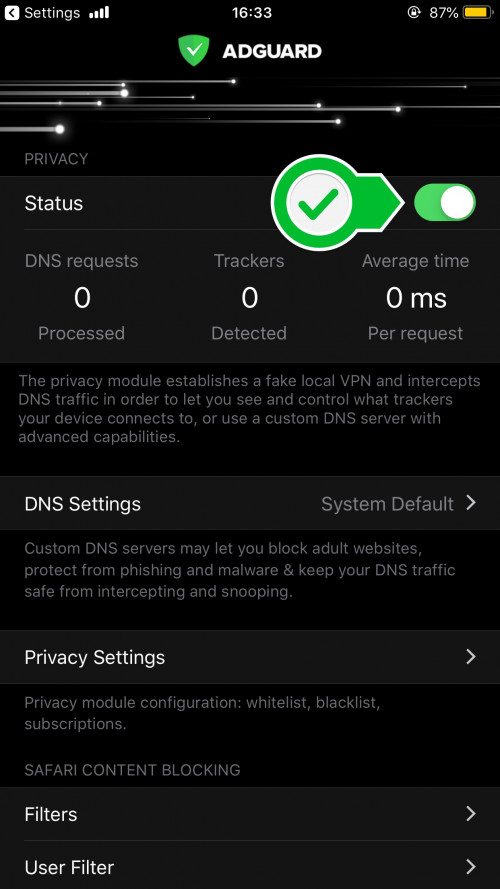 Settings 16:33 87%
ADGUARD
PRIVACY
Status
DNS requests Trackers Average time
0 0 0 ms
Processed Detected Per request
The privacy module establishes a fake local VPN and intercepts
DNS traffic in order to let you see and control what trackers
your device connects to, or use a custom DNS server with
advanced capabilities.
DNS Settings System Default
Custom DNS servers may let you block adult websites,
protect from phishing and malware & keep your DNS traffic
safe from intercepting and snooping.
Privacy Settings
Privacy module configuration: whitelist, blacklist,
subscriptions.
SAFARI CONTENT BLOCKING
Filters
User Filter